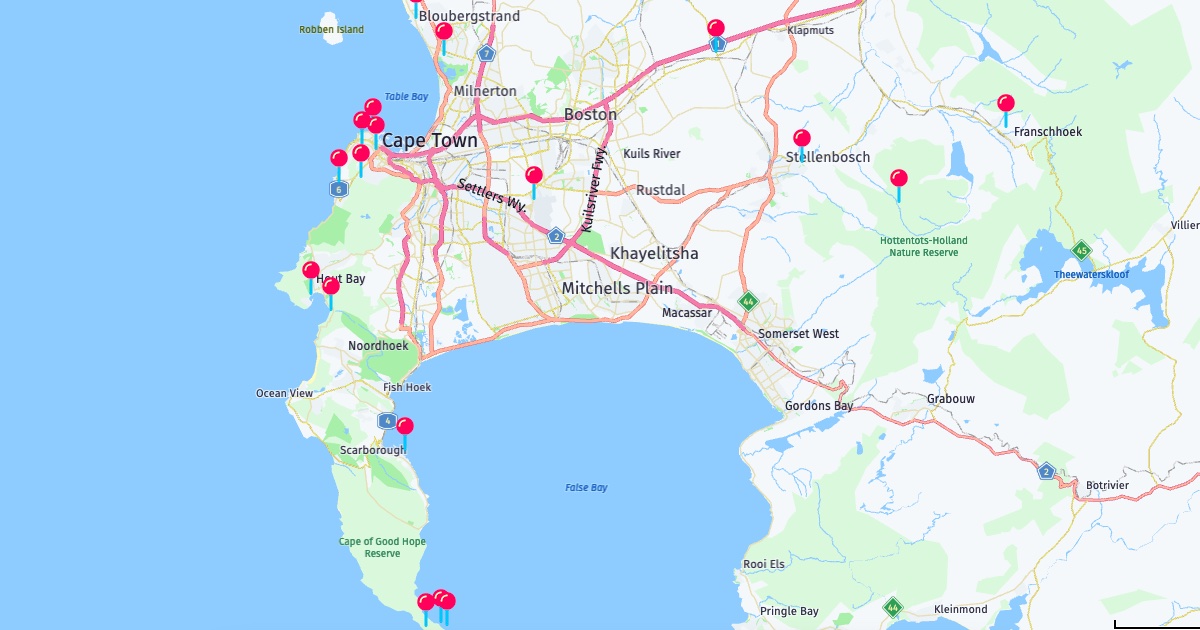 Bloubergstrand
Robben Island
Klapmuts
1
7
Milnerton
Table Bay
Boston
Franschhoek
Cape Town
Kuils River
Stellenbosch
6
Settlers Wy.
Kuilsriver Fwy.
Rustdal
Villier
2
Hottentots-Holland
Nature Reserve
45
Khayelitsha
Theewaterskloof
Hout Bay
Mitchells Plain
44
Macassar
Somerset West
Noordhoek
Fish Hoek
Ocean View
Grabouw
Gordons Bay
4
Scarborough
2
Botrivier
False Bay
Cape of Good Hope
Reserve
Rooi Els
44
Pringle Bay
Kleinmond